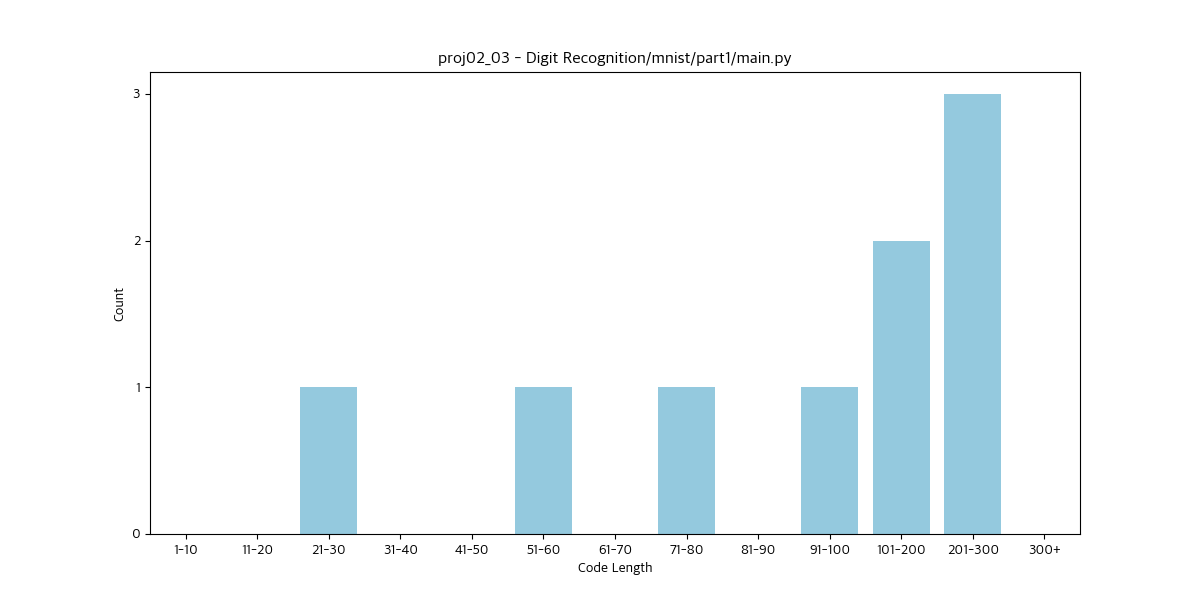 proj02_03 - Digit Recognition/mnist/part1/main.py
Count
3
2
1
0
1-10 11-20 21-30 31-40 41-50 51-60 61-70 71-80 81-90 91-100 101-200 201-300 300+
Code Length